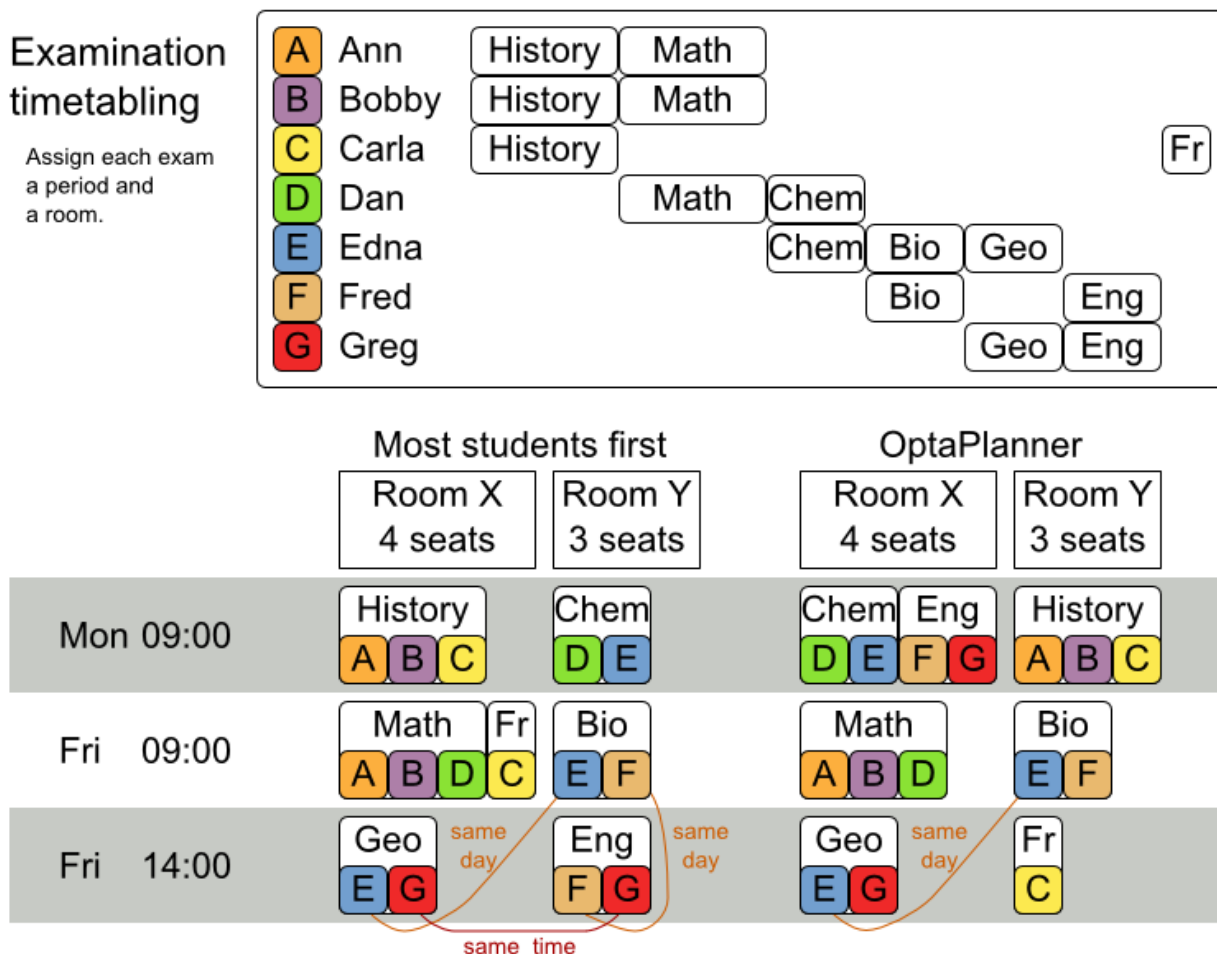 Examination
timetabling
Assign each exam
a period and
a room.
A Ann History Math
B Bobby History Math
C Carla History Fr
D Dan Math Chem
E Edna Chem Bio Geo
F Fred Bio Eng
G Greg Geo Eng
Most students first OptaPlanner
Room X Room Y Room X Room Y
4 seats 3 seats 4 seats 3 seats
History Chem Chem Eng History
Mon 09:00
A B C D E D E F G A B C
Math Fr Bio Math Bio
Fri 09:00
A B D C E F A B D E F
Geo same Eng same Geo same Fr
Fri 14:00 day day day
E G F G E G C
same time